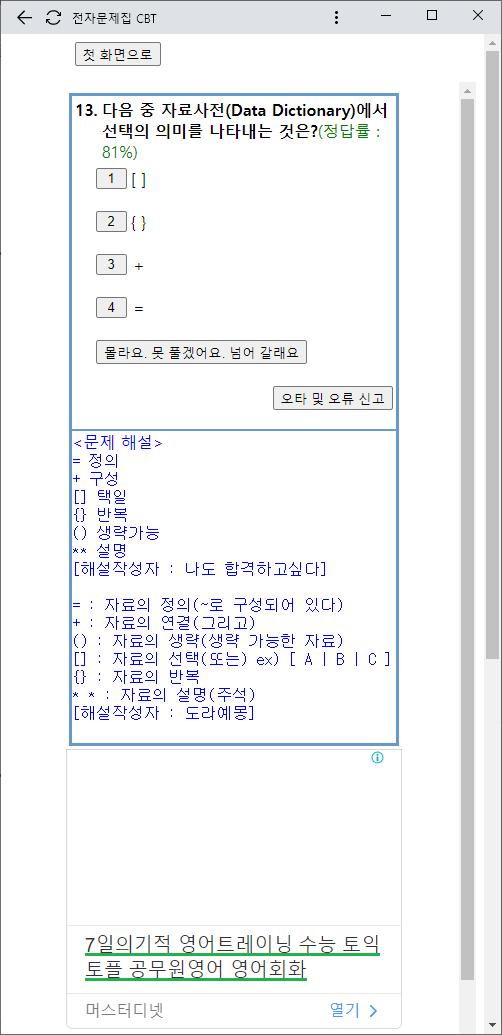 전자문제집 CBT
첫 화면으로
13. 다음 중 자료사전(Data Dictionary)에서
선택의 의미를 나타내는 것은?(정답률 :
81%)
1 [ ]
2 { }
3 +
4 =
몰라요. 못 풀겠어요. 넘어 갈래요
오타 및 오류 신고
<문제 해설>
= 정의
+ 구성
[] 택일
{} 반복
() 생략가능
** 설명
[해설작성자 : 나도 합격하고싶다]
= : 자료의 정의(~로 구성되어 있다)
+ : 자료의 연결(그리고)
() : 자료의 생략(생략 가능한 자료)
[] : 자료의 선택(또는) ex) [ A | B | C ]
{} : 자료의 반복
* * : 자료의 설명(주석)
[해설작성자 : 도라예몽]
7일의기적 영어트레이닝 수능 토익
토플 공무원영어 영어회화
머스터디넷
열기